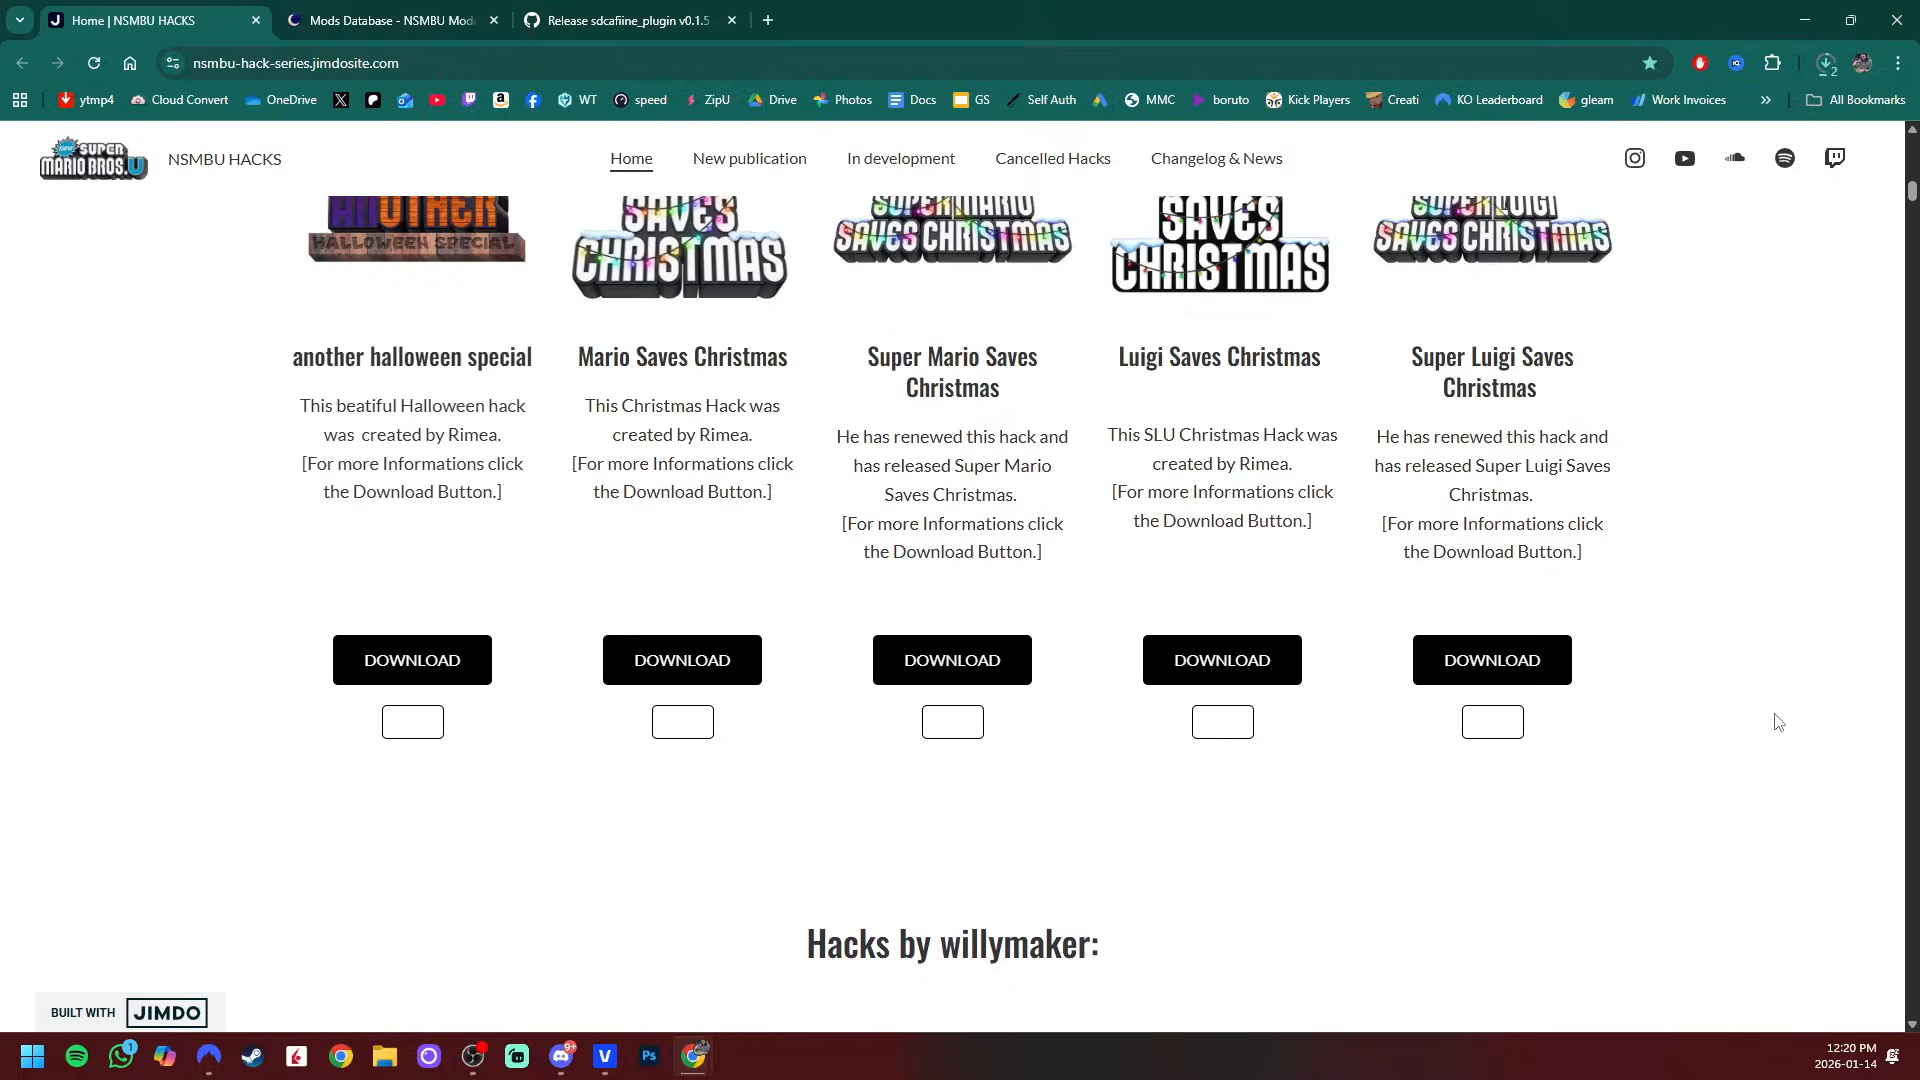 Home | NSMBU HACKS
Mods Database - NSMBU Mod
Release sdcafiine_plugin v0.1.5
nsmbu-hack-series.jimdosite.com
2
ytmp4
Cloud Convert
OneDrive
WT
speed
ZipU
Drive
Photos
Docs
GS
Self Auth
MMC
boruto
Kick Players
Creati
KO Leaderboard
gleam
Work Invoices
All Bookmarks
SUPER
MARIO BROS. U
NSMBU HACKS
Home
New publication
In development
Cancelled Hacks
Changelog & News
ANOTHER
HALLOWEEN SPECIAL
SAVES
CHRISTMAS
SUPER MARIO
SAVES CHRISTMAS
SAVES
CHRISTMAS
SUPER LUIGI
SAVES CHRISTMAS
another halloween special
This beatiful Halloween hack
was created by Rimea.
[For more Informations click
the Download Button.]
DOWNLOAD
Mario Saves Christmas
This Christmas Hack was
created by Rimea.
[For more Informations click
the Download Button.]
DOWNLOAD
Super Mario Saves
Christmas
He has renewed this hack and
has released Super Mario
Saves Christmas.
[For more Informations click
the Download Button.]
DOWNLOAD
Luigi Saves Christmas
This SLU Christmas Hack was
created by Rimea.
[For more Informations click
the Download Button.]
DOWNLOAD
Super Luigi Saves
Christmas
He has renewed this hack and
has released Super Luigi Saves
Christmas.
[For more Informations click
the Download Button.]
DOWNLOAD
Hacks by willymaker:
BUILT WITH JIMDO
1
9+
V
Ps
12:20 PM
2026-01-14